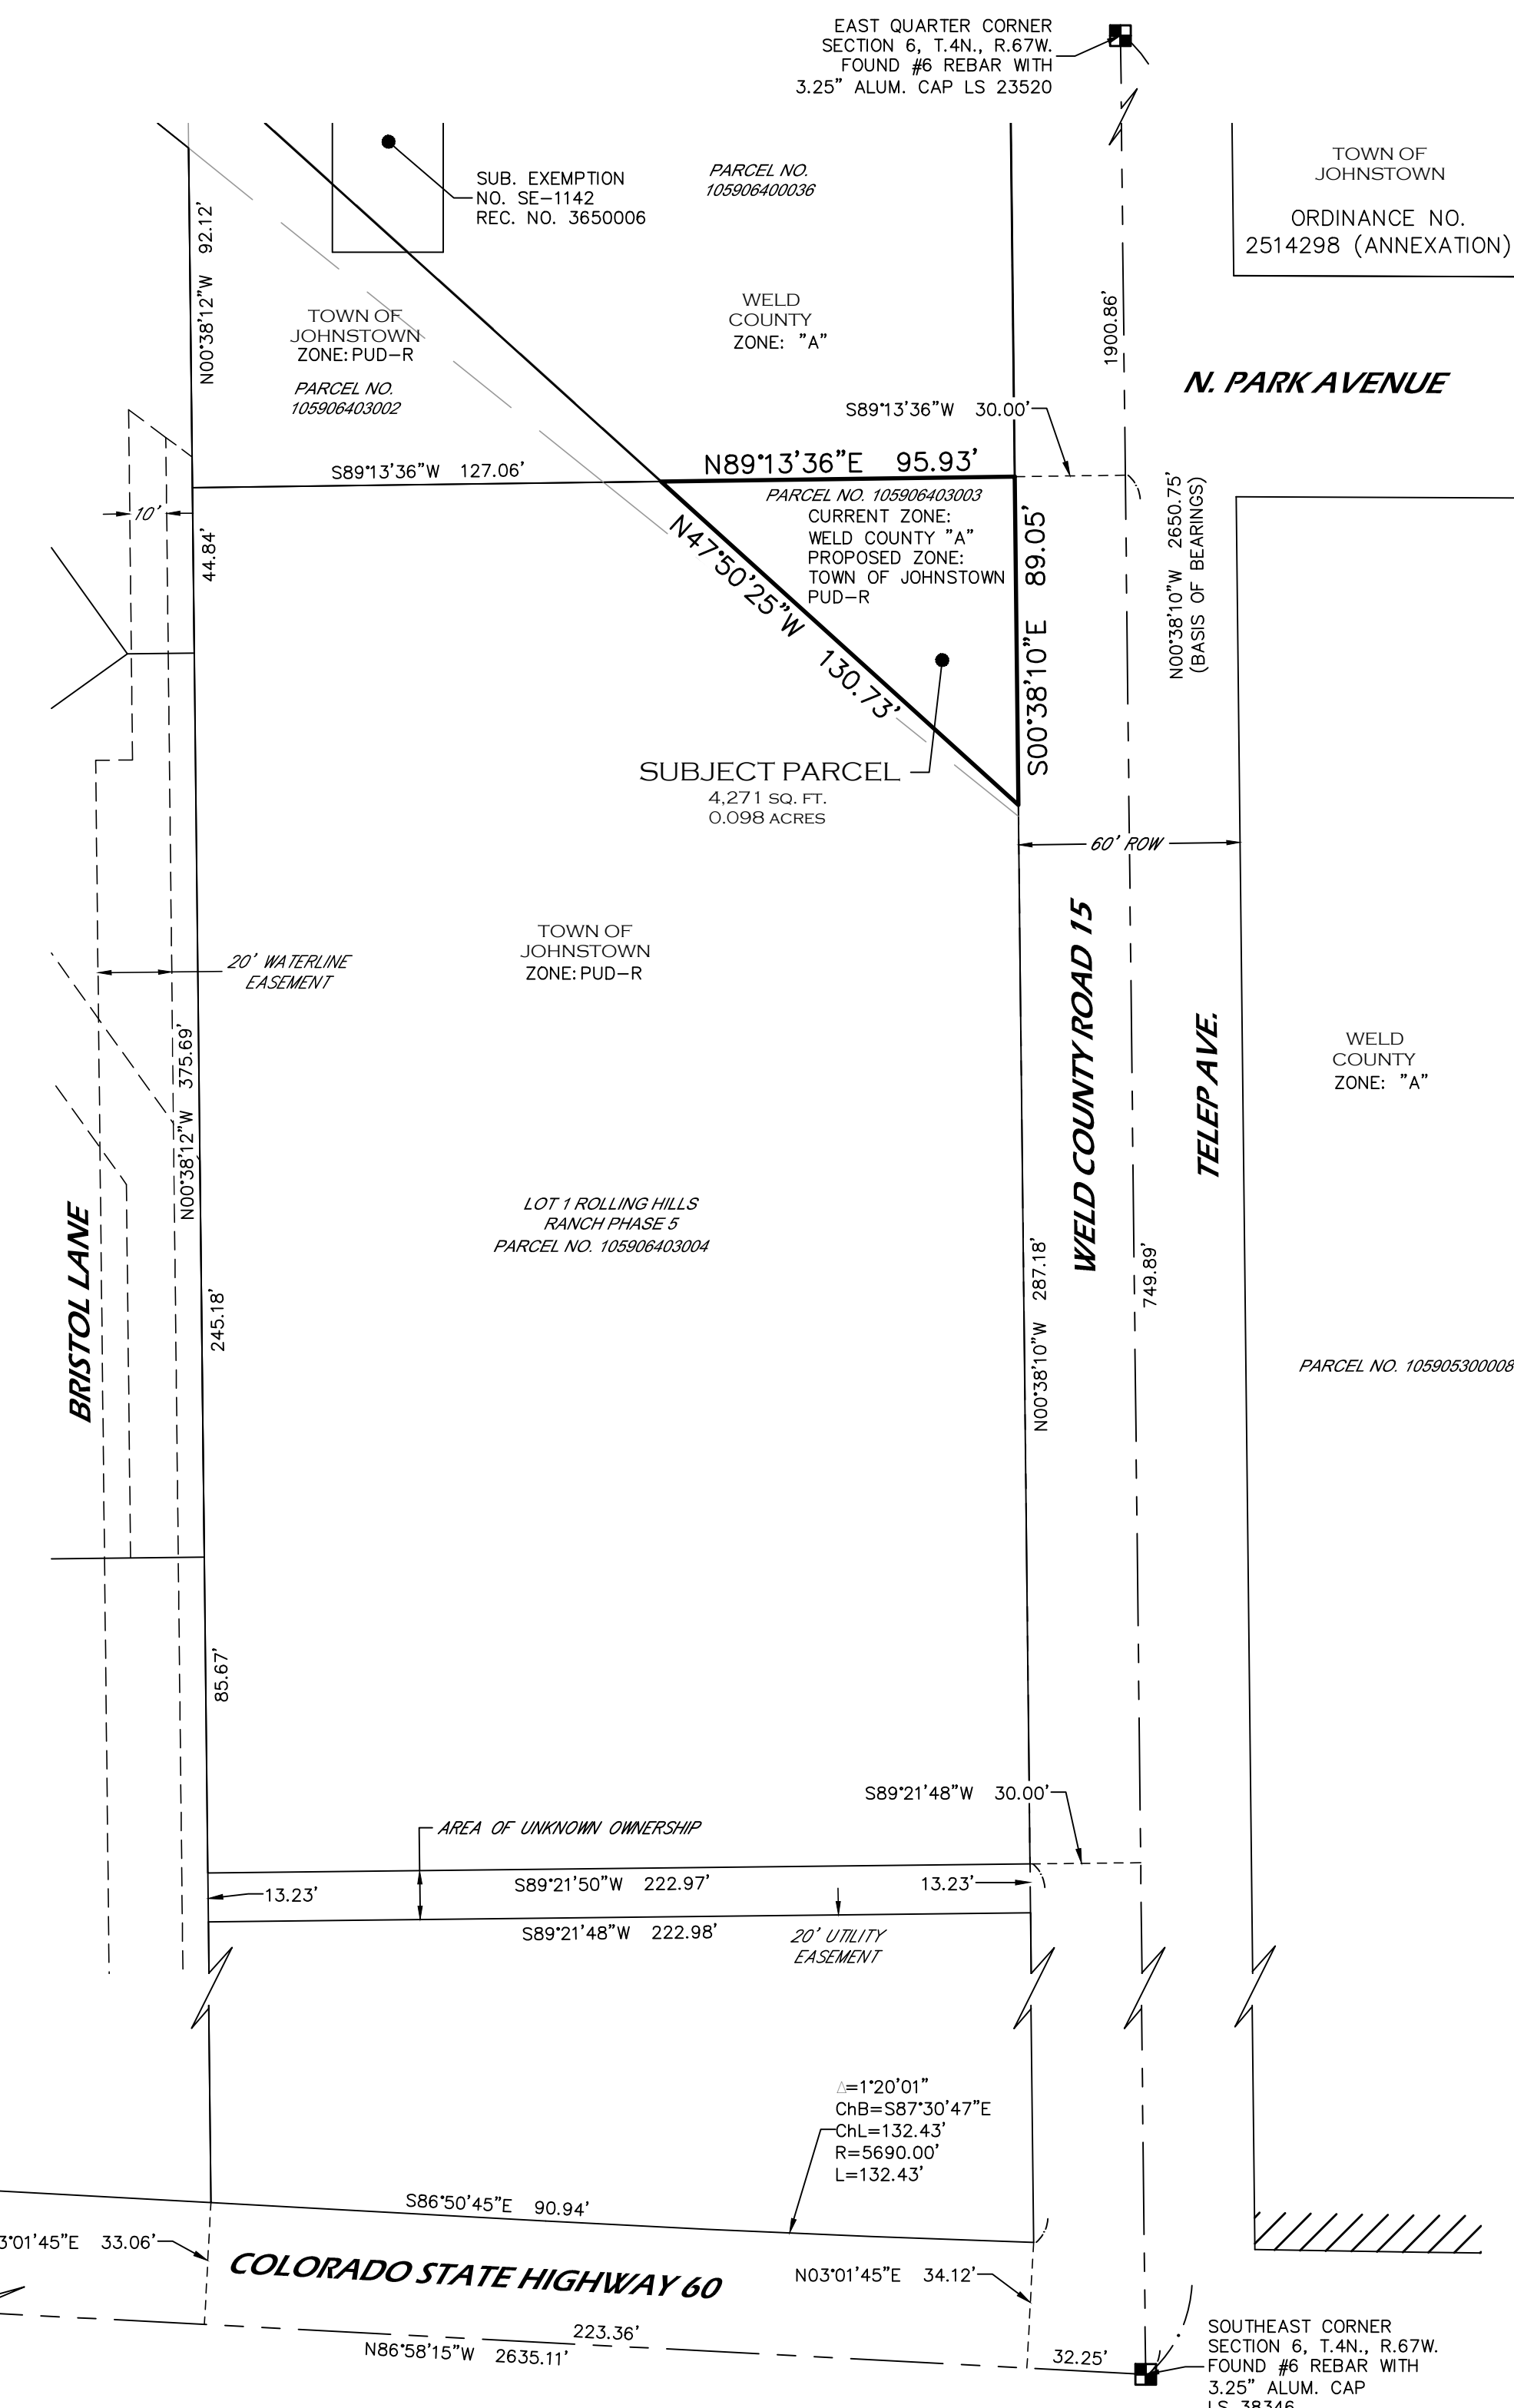 EAST QUARTER CORNER
SECTION 6, T.4N., R.67W.
FOUND #6 REBAR WITH
3.25" ALUM. CAP LS 23520
TOWN OF
JOHNSTOWN
ORDINANCE NO.
2514298 (ANNEXATION)
SUB. EXEMPTION
NO. SE-1142
REC. NO. 3650006
PARCEL NO.
105906400036
N00°38'12"W 92.12'
TOWN OF
JOHNSTOWN
ZONE: PUD-R
PARCEL NO.
105906403002
WELD
COUNTY
ZONE: "A"
1900.86'
N. PARK AVENUE
S89°13'36"W 30.00'
S89°13'36"W 127.06'
N89°13'36"E 95.93'
PARCEL NO. 105906403003
CURRENT ZONE:
WELD COUNTY "A"
PROPOSED ZONE:
TOWN OF JOHNSTOWN
PUD-R
N00°38'10"W 2650.75'
(BASIS OF BEARINGS)
10'
44.84'
N47°50'25"W 130.73'
S00°38'10"E 89.05'
SUBJECT PARCEL
4,271 SQ. FT.
0.098 ACRES
60' ROW
TOWN OF
JOHNSTOWN
ZONE: PUD-R
20' WATERLINE
EASEMENT
WELD COUNTY ROAD 15
TELEP AVE.
WELD
COUNTY
ZONE: "A"
N00°38'12"W 375.69'
LOT 1 ROLLING HILLS
RANCH PHASE 5
PARCEL NO. 105906403004
BRISTOL LANE
245.18'
N00°38'10"W 287.18'
749.89'
PARCEL NO. 105905300008
85.67'
S89°21'48"W 30.00'
AREA OF UNKNOWN OWNERSHIP
13.23'
S89°21'50"W 222.97'
13.23'
S89°21'48"W 222.98'
20' UTILITY
EASEMENT
Δ=1°20'01"
ChB=S87°30'47"E
ChL=132.43'
R=5690.00'
L=132.43'
S86°50'45"E 90.94'
3°01'45"E 33.06'
COLORADO STATE HIGHWAY 60
N03°01'45"E 34.12'
223.36'
N86°58'15"W 2635.11'
32.25'
SOUTHEAST CORNER
SECTION 6, T.4N., R.67W.
FOUND #6 REBAR WITH
3.25" ALUM. CAP
LS 38346